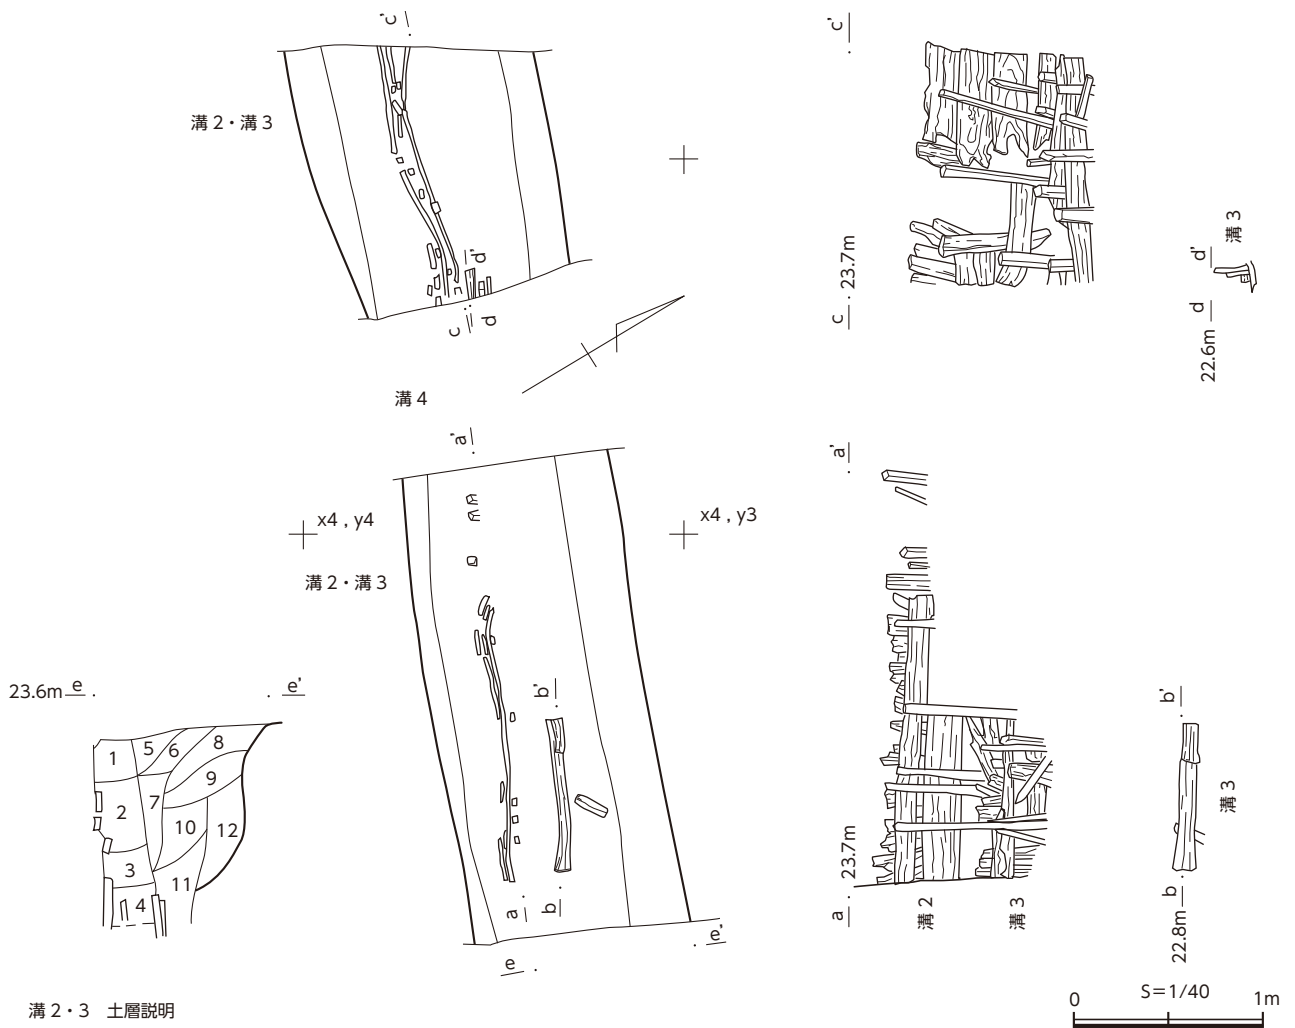 c'
c'
溝 2・溝 3
d'
c
d
c
23.7m
溝 3
d'
d
22.6m
溝 4
a'
a'
x4 , y4
x4 , y3
溝 2・溝 3
23.6m
e
e'
1
5
6
8
9
2
7
10
12
3
11
4
b'
b'
a
b
e
e'
23.7m
a
溝 2
溝 3
溝 3
b
22.8m
溝 2・3　土層説明
S＝1/40
0
1m